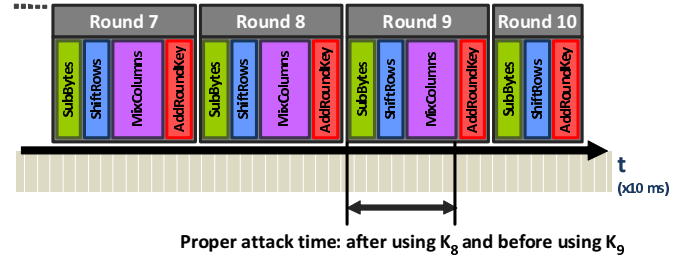 Round 7 Round 8 Round 9 Round 10
SubBytes ShiftRows MixColumns AddRoundKey SubBytes ShiftRows MixColumns AddRoundKey SubBytes ShiftRows MixColumns AddRoundKey SubBytes ShiftRows AddRoundKey
t
(x10 ms)
Proper attack time: after using K8 and before using K9